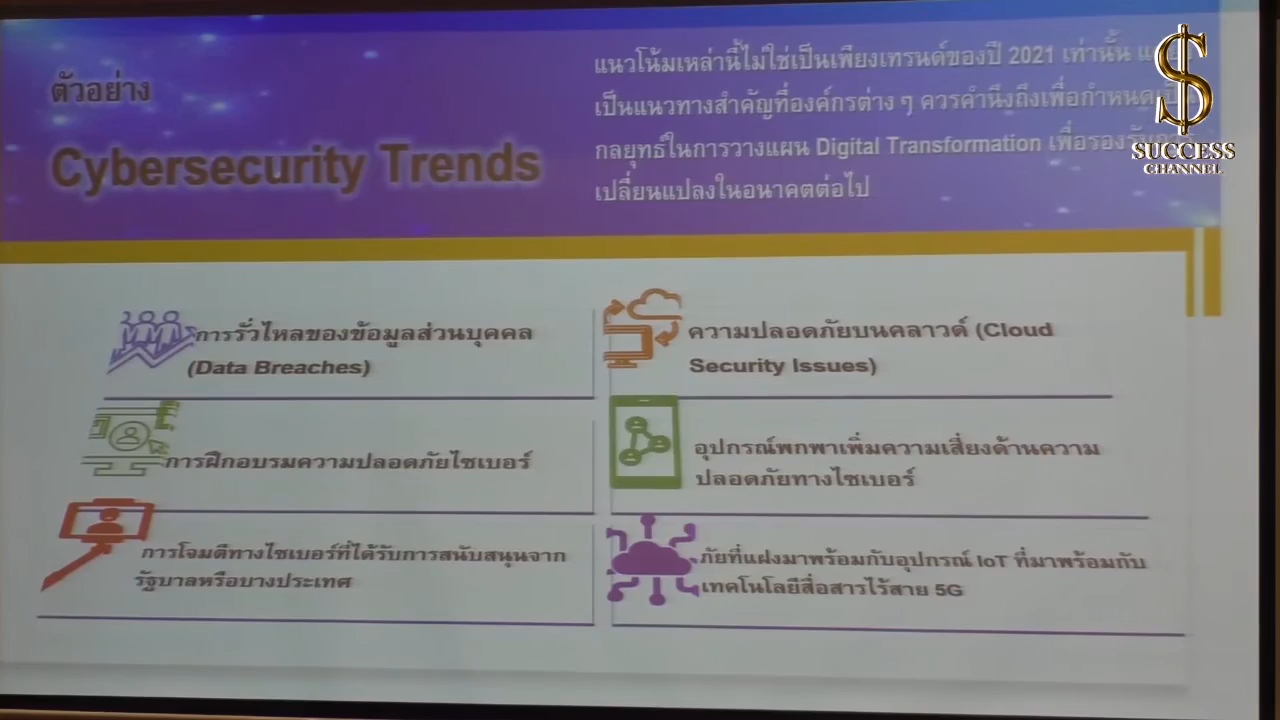 ตัวอย่าง
Cybersecurity Trends
แนวโน้มเหล่านี้ไม่ใช่เป็นเพียงเทรนด์ของปี 2021 เท่านั้น
เป็นแนวทางสำคัญที่องค์กรต่าง ๆ ควรคำนึงถึงเพื่อกำหนด
กลยุทธ์ในการวางแผน Digital Transformation เพื่อรองรับ
เปลี่ยนแปลงในอนาคตต่อไป
SUCCESS
CHANNEL
การรั่วไหลของข้อมูลส่วนบุคคล
(Data Breaches)
ความปลอดภัยบนคลาวด์ (Cloud
Security Issues)
การฝึกอบรมความปลอดภัยไซเบอร์
อุปกรณ์พกพาเพิ่มความเสี่ยงด้านความ
ปลอดภัยทางไซเบอร์
การโจมตีทางไซเบอร์ที่ได้รับการสนับสนุนจาก
รัฐบาลหรือบางประเทศ
ภัยที่แฝงมาพร้อมกับอุปกรณ์ IoT ที่มาพร้อมกับ
เทคโนโลยีสื่อสารไร้สาย 5G